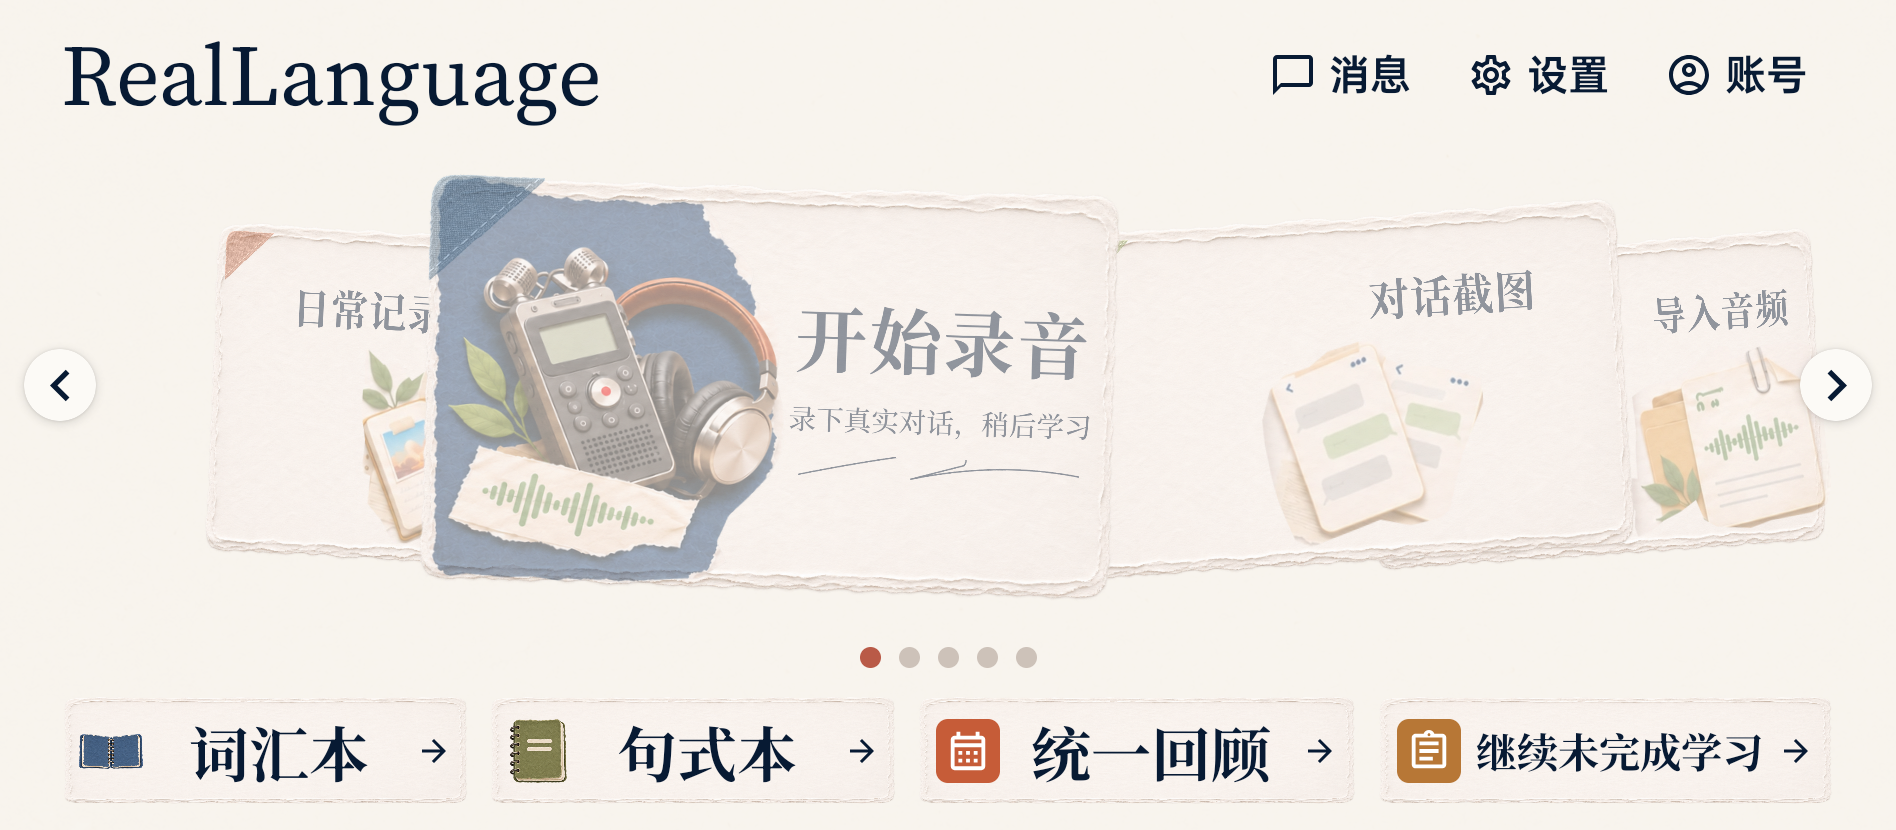 RealLanguage
消息
设置
账号
日常记录
开始录音
录下真实对话，稍后学习
对话截图
导入音频
词汇本
句式本
统一回顾
继续未完成学习